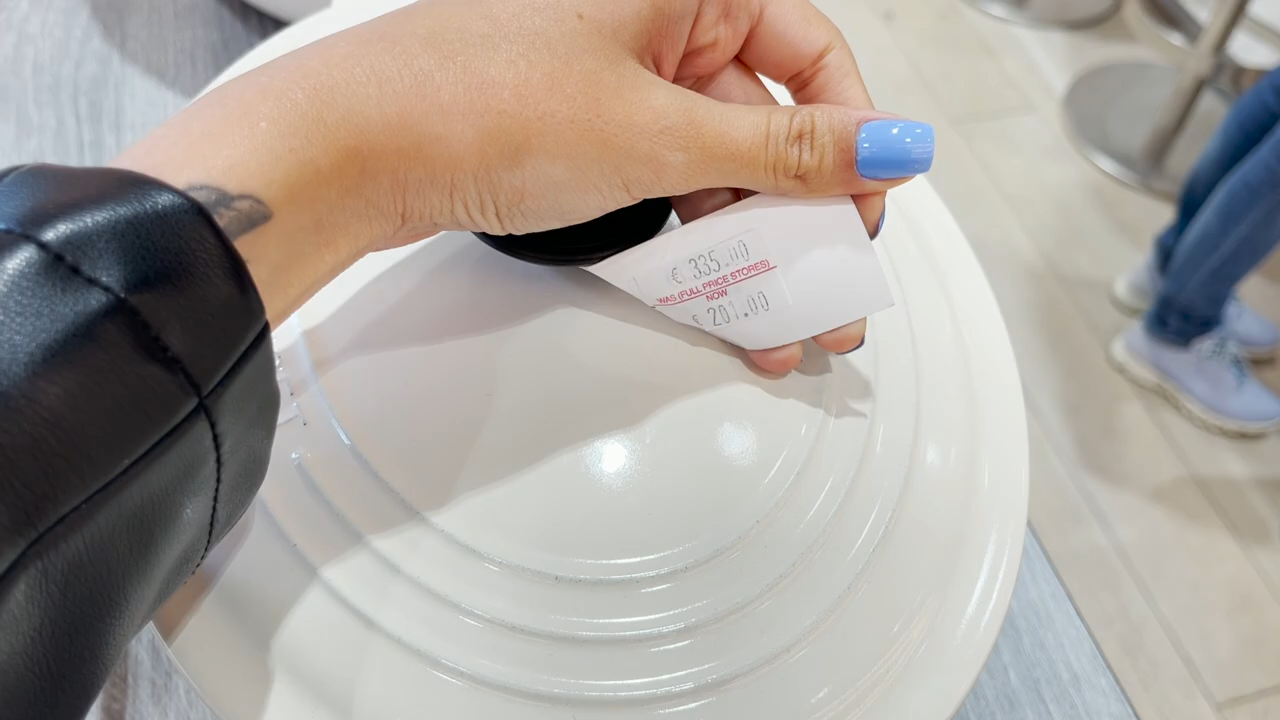 € 335.00
WAS (FULL PRICE STORES)
NOW
€ 201.00